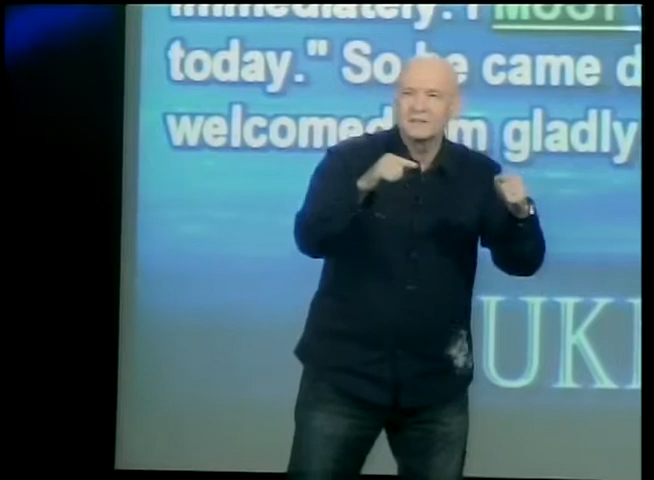 immediately. I MUST
today." So he came d
welcomed him gladly
UKE